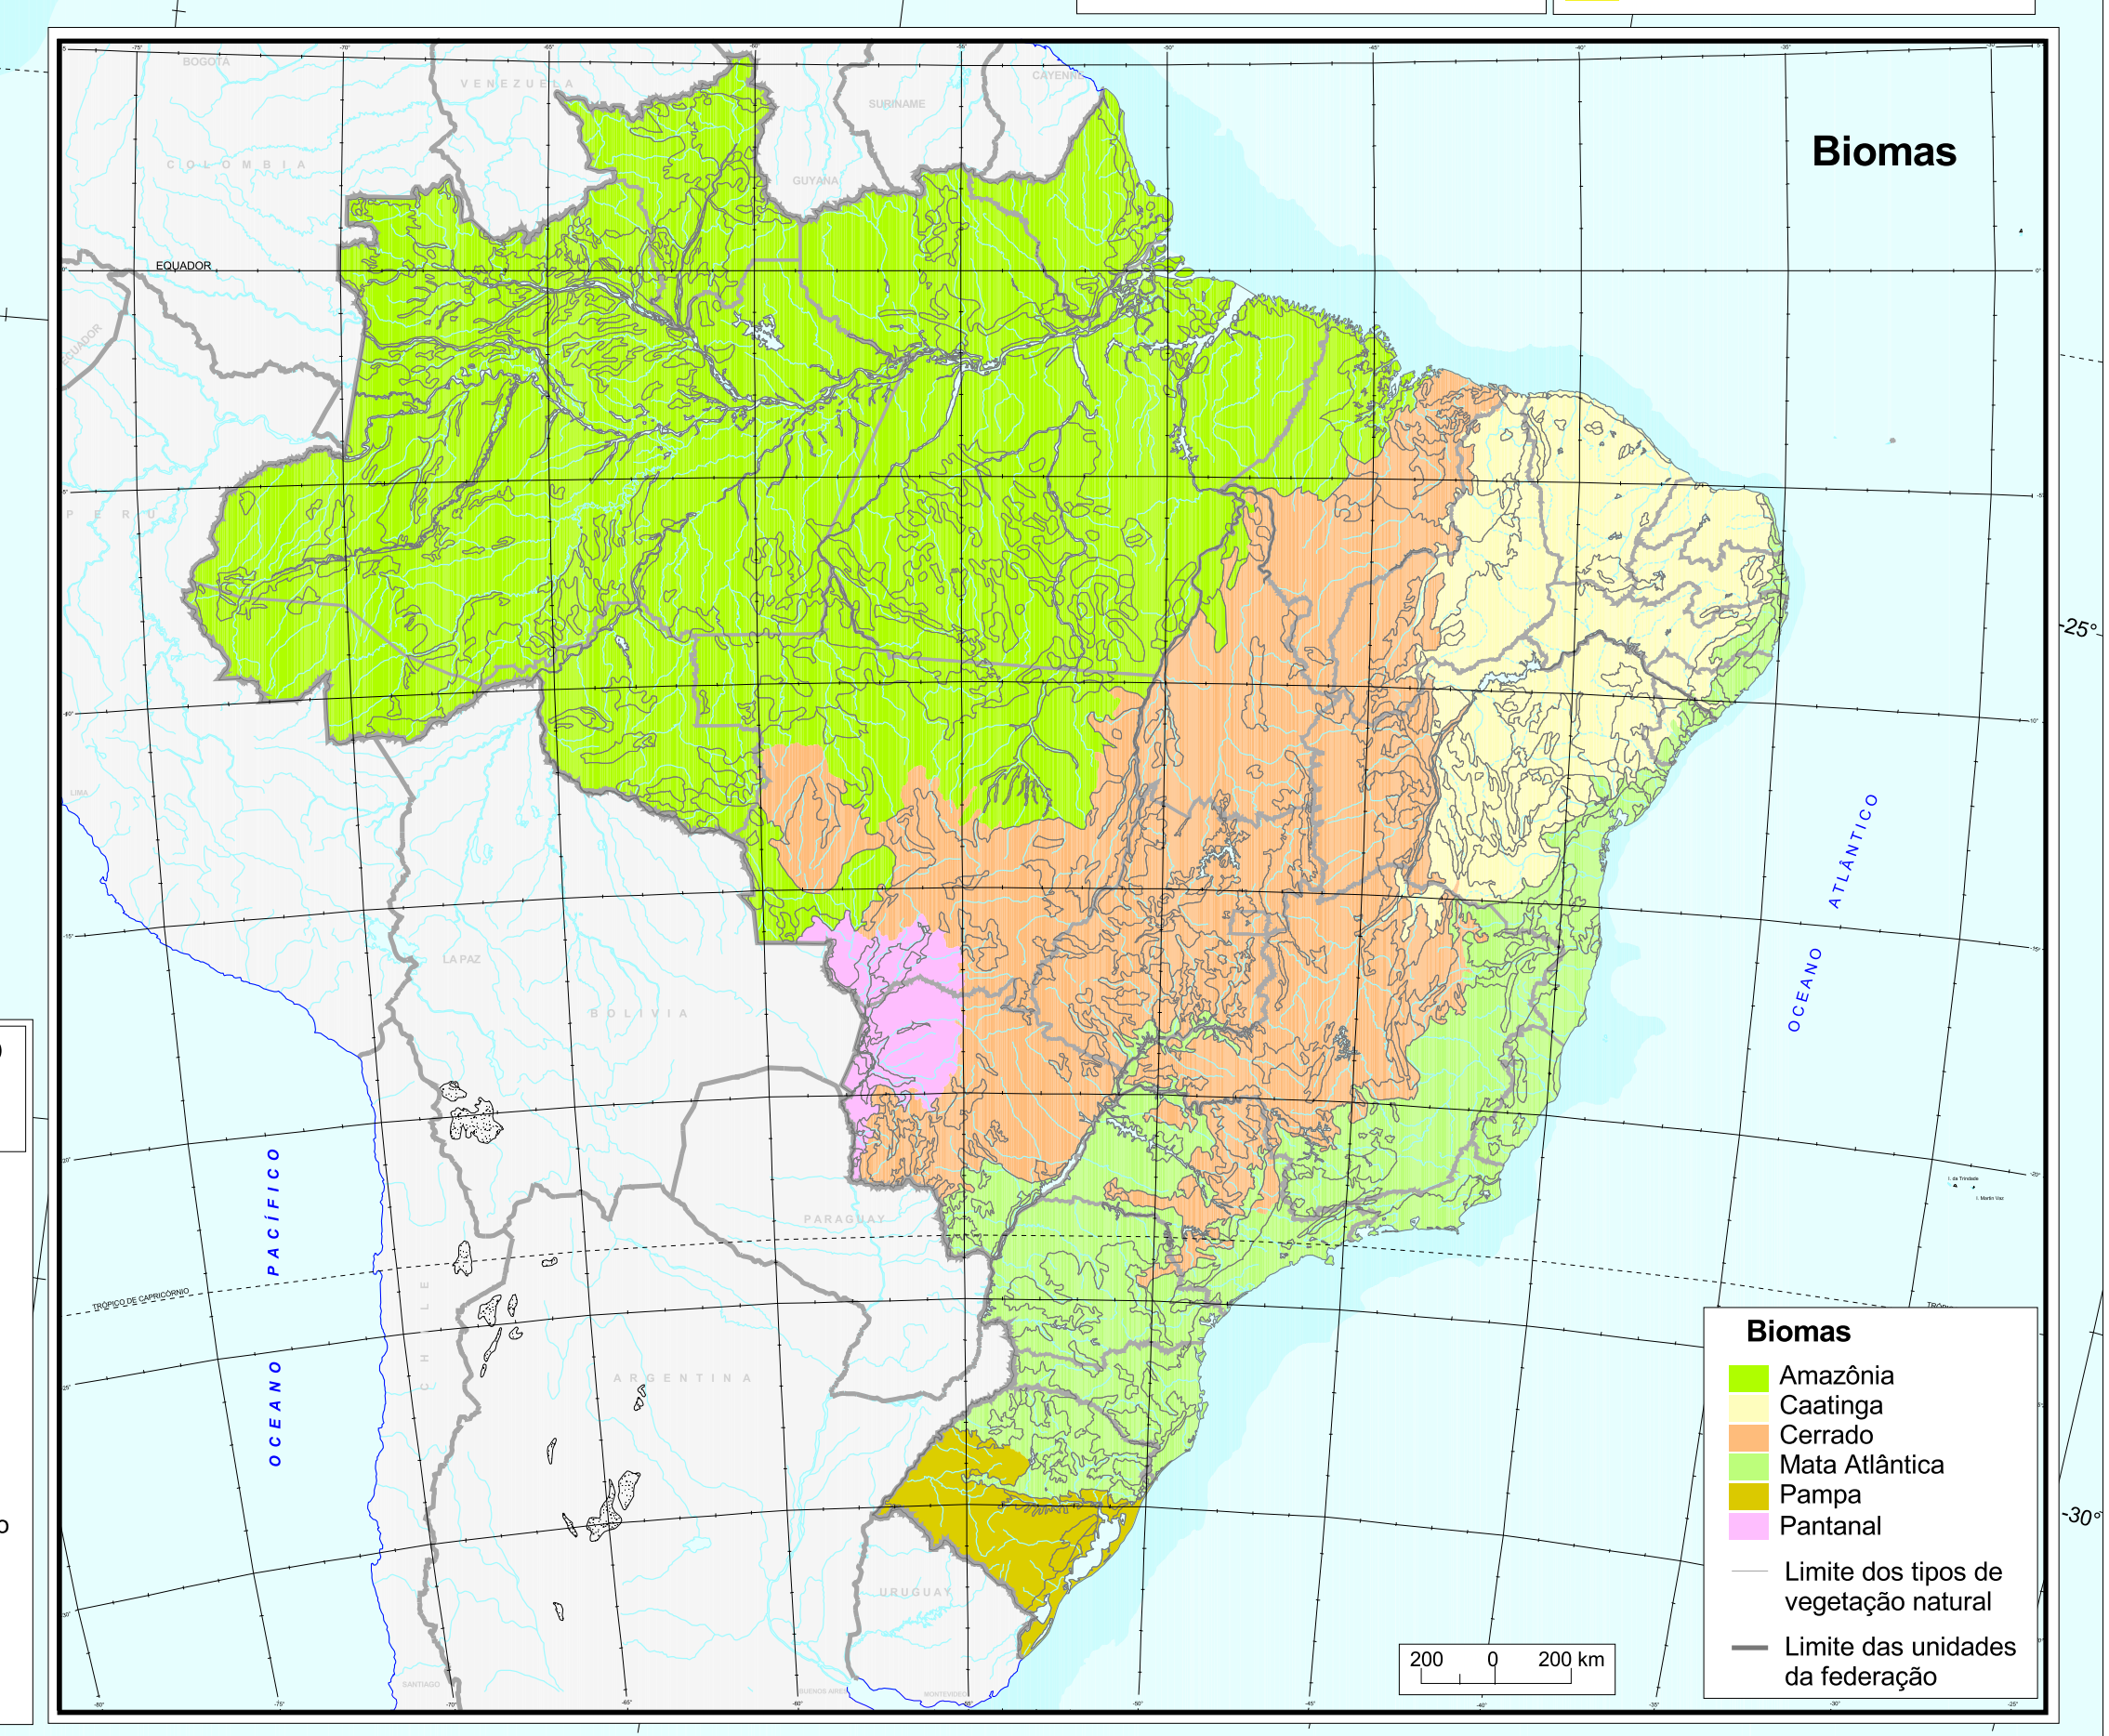 BOGOTÁ
VENEZUELA
CAYENNE
SURINAME
Biomas
COLOMBIA
GUYANA
EQUADOR
EQUADOR
PERU
-25°
LIMA
OCEANO ATLÂNTICO
LA PAZ
BOLIVIA
OCEANO PACÍFICO
I. da Trindade
I. Martin Vaz
PARAGUAY
TRÓPICO DE CAPRICÓRNIO
CHILE
ARGENTINA
URUGUAY
SANTIAGO
BUENOS AIRES
MONTEVIDEO
Biomas
Amazônia
Caatinga
Cerrado
Mata Atlântica
Pampa
Pantanal
Limite dos tipos de
vegetação natural
Limite das unidades
da federação
200 0 200 km
-30°